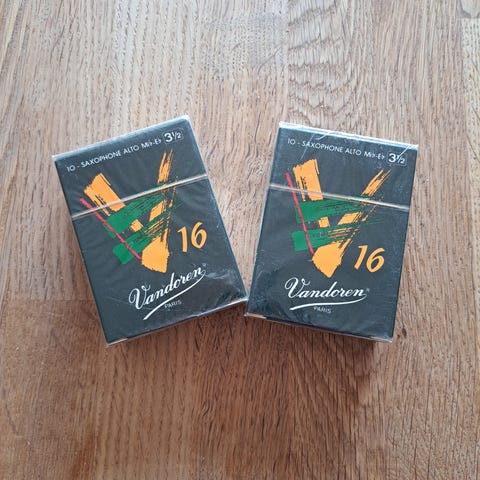 10 - SAXOPHONE ALTO Mi♭-E♭ 3½
V
16
Vandoren
PARIS
10 - SAXOPHONE ALTO Mi♭-E♭ 3½
V
16
Vandoren®
PARIS